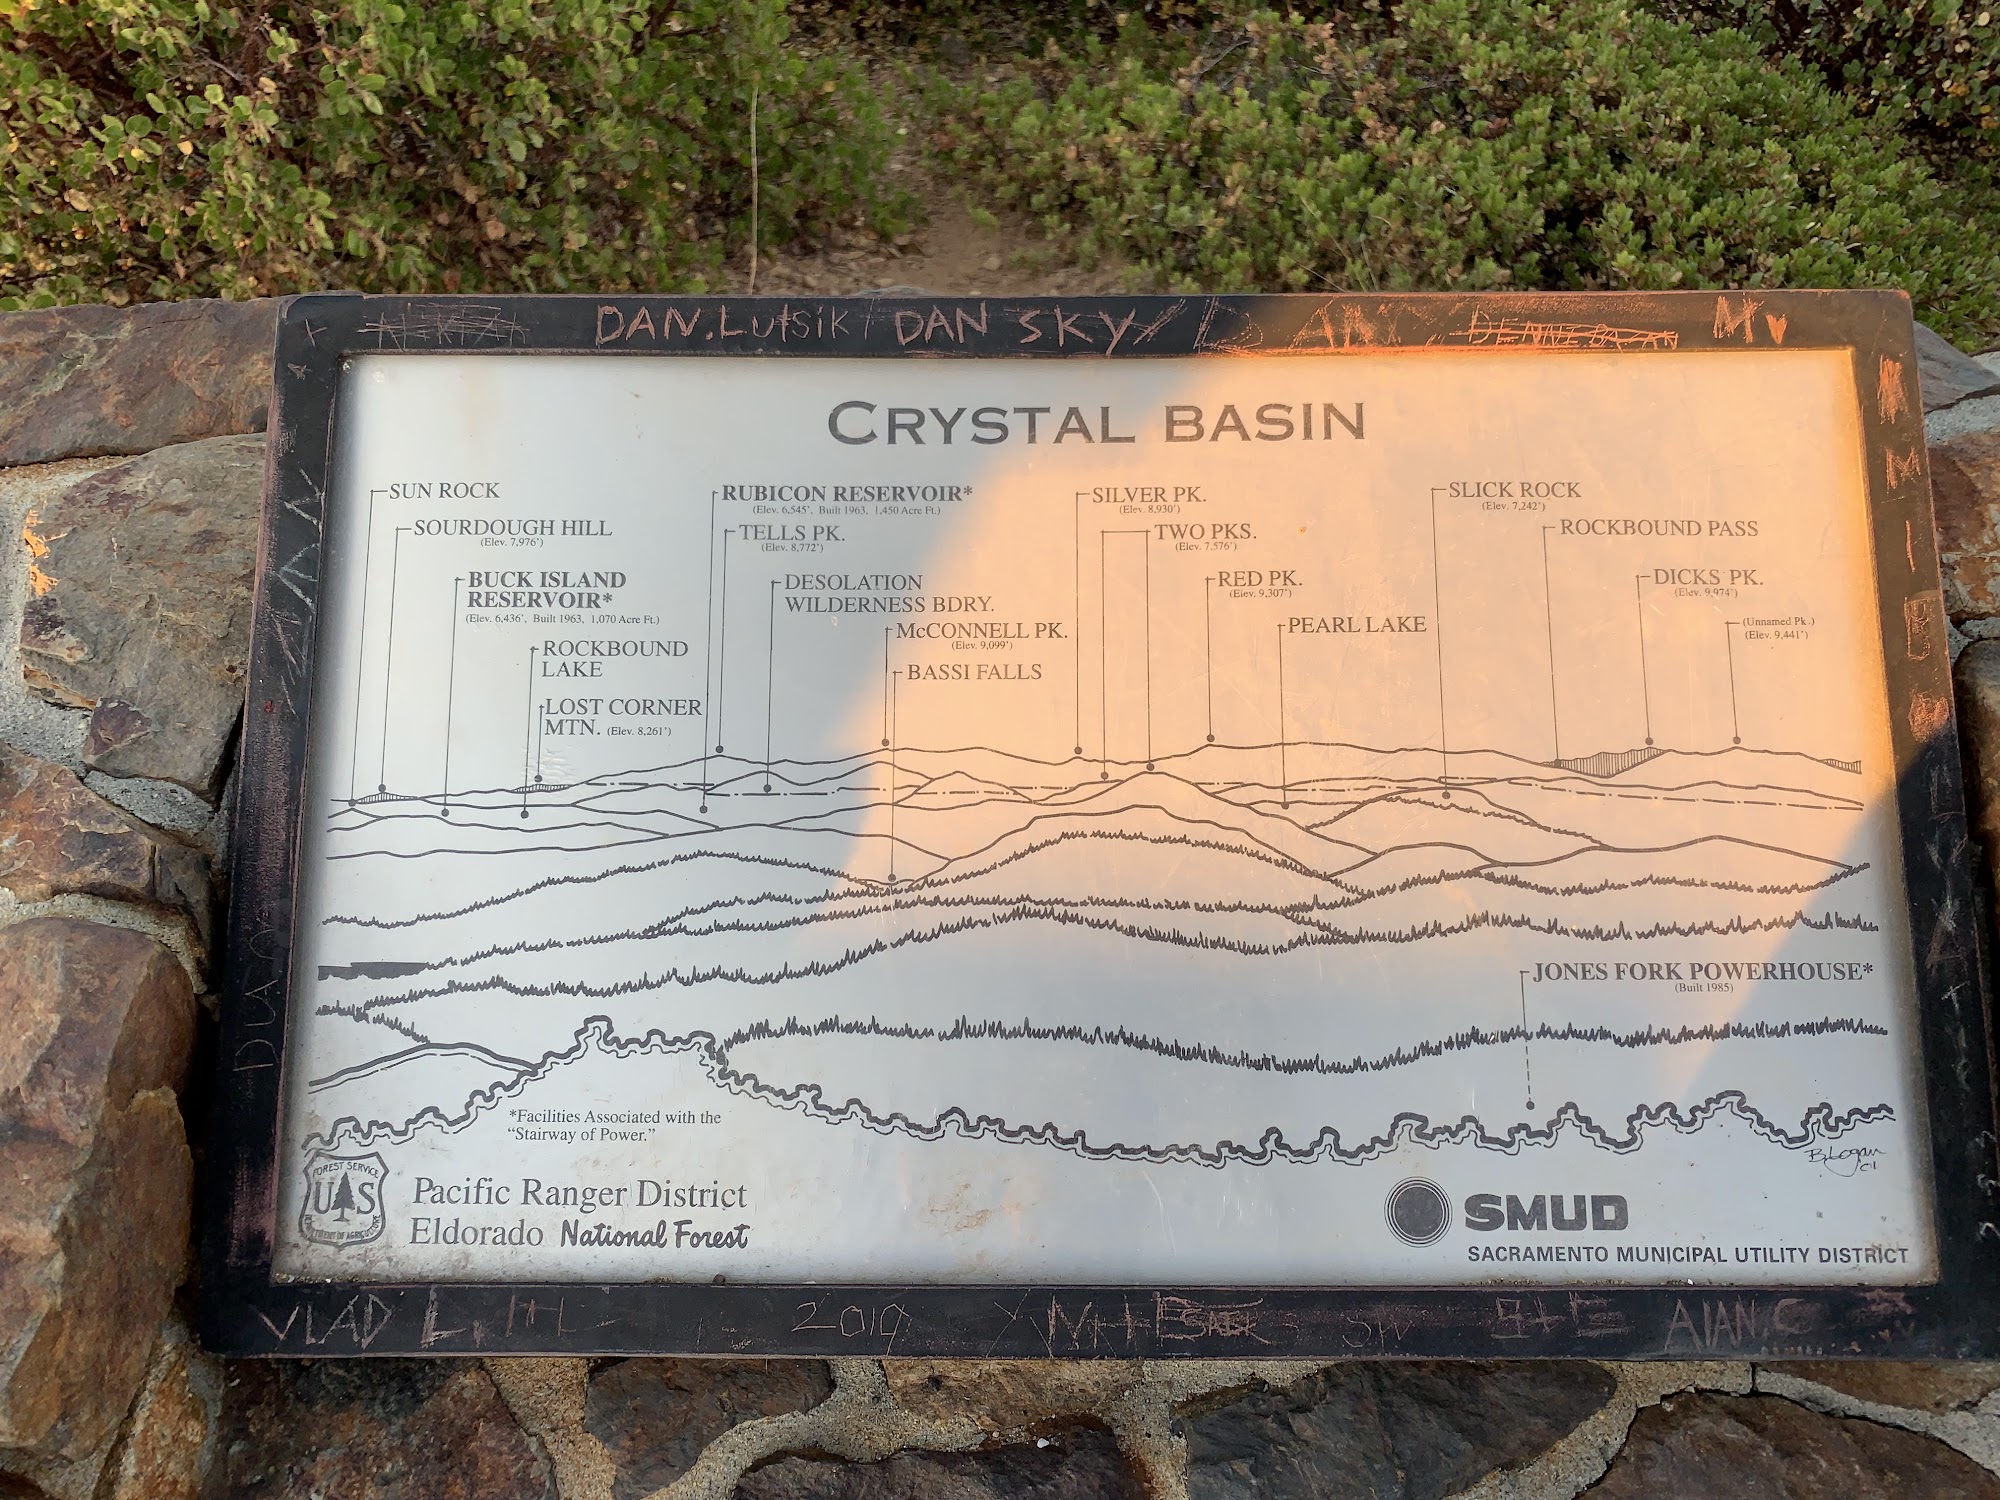 DAN.LUTSIK DAN SKY
CRYSTAL BASIN
SUN ROCK
SOURDOUGH HILL
(Elev. 7,976')
BUCK ISLAND
RESERVOIR*
(Elev. 6,436', Built 1963, 1,070 Acre Ft.)
ROCKBOUND
LAKE
LOST CORNER
MTN. (Elev. 8,261')
RUBICON RESERVOIR*
(Elev. 6,545', Built 1963, 1,450 Acre Ft.)
TELLS PK.
(Elev. 8,772')
DESOLATION
WILDERNESS BDRY.
McCONNELL PK.
(Elev. 9,099')
BASSI FALLS
SILVER PK.
(Elev. 8,930')
TWO PKS.
(Elev. 7,576')
RED PK.
(Elev. 9,307')
PEARL LAKE
SLICK ROCK
(Elev. 7,242')
ROCKBOUND PASS
DICKS PK.
(Elev. 9,974')
(Unnamed Pk.)
(Elev. 9,441')
JONES FORK POWERHOUSE*
(Built 1985)
*Facilities Associated with the
“Stairway of Power.”
B. Logan
FOREST SERVICE
U S
DEPARTMENT OF AGRICULTURE
Pacific Ranger District
Eldorado National Forest
SMUD
SACRAMENTO MUNICIPAL UTILITY DISTRICT
VLAD L. 2019 ALAN.C